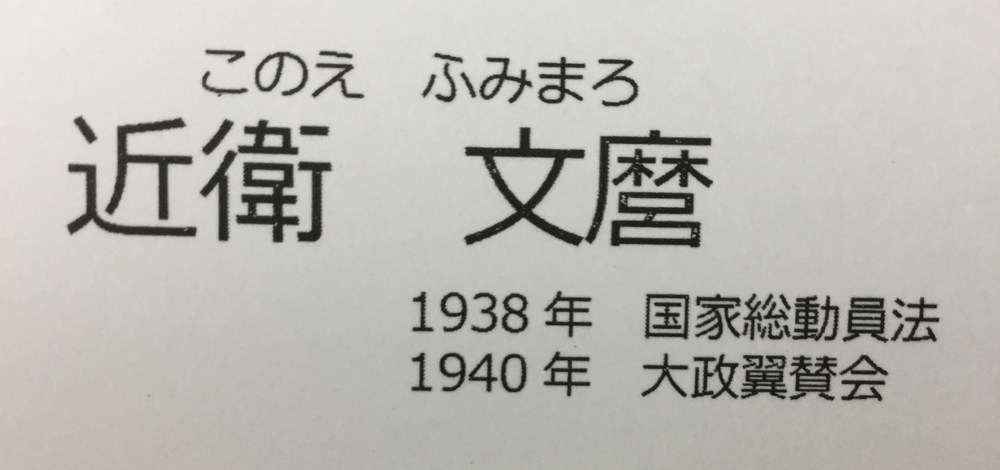 このえ　ふみまろ
近衛　文麿
1938 年　国家総動員法
1940 年　大政翼賛会